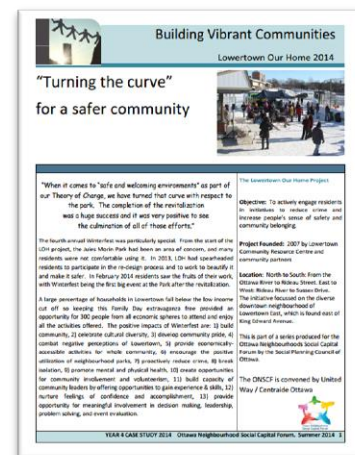 Building Vibrant Communities
Lowertown Our Home 2014
"Turning the curve"
for a safer community
"When it comes to "safe and welcoming environments" as part of
our Theory of Change, we have turned that curve with respect to
the park. The completion of the revitalization
was a huge success and it was very positive to see
the culmination of all those efforts."
The fourth annual Winterfest was particularly special. From the start of the
LOH project, the Jules Morin Park had been an area of concern, and many
residents were not comfortable using it. In 2013, LOH had spearheaded
residents to participate in the re-design process and to work to beautify it
and make it safer. In February 2014 residents saw the fruits of their work,
with Winterfest being the first big event at the Park after the revitalization.
A large percentage of households in Lowertown fall below the low income
cut off so keeping this Family Day extravaganza free provided an
opportunity for 300 people from all economic spheres to attend and enjoy
all the activities offered. The positive impacts of Winterfest are: 1) build
community, 2) celebrate cultural diversity, 3) develop community pride, 4)
combat negative perceptions of Lowertown, 5) provide economically-
accessible activities for whole community, 6) encourage the positive
utilization of neighbourhood parks, 7) proactively reduce crime, 8) break
isolation, 9) promote mental and physical health, 10) create opportunities
for community involvement and volunteerism, 11) build capacity of
community leaders by offering opportunities to gain experience & skills, 12)
nurture feelings of confidence and accomplishment, 13) provide
opportunity for meaningful involvement in decision making, leadership,
problem solving, and event evaluation.
The Lowertown Our Home Project
Objective: To actively engage residents
in initiatives to reduce crime and
increase people's sense of safety and
community belonging.
Project Founded: 2007 by Lowertown
Community Resource Centre and
community partners
Location: North to South: From the
Ottawa River to Rideau Street. East to
West: Rideau River to Sussex Drive.
The initiative focused on the diverse
downtown neighbourhood of
Lowertown East, which is found east of
King Edward Avenue.
This is part of a series produced for the
Ottawa Neighbourhoods Social Capital
Forum by the Social Planning Council of
Ottawa.
The ONSCF is convened by United
Way / Centraide Ottawa
YEAR 4 CASE STUDY 2014 Ottawa Neighbourhood Social Capital Forum, Summer 2014